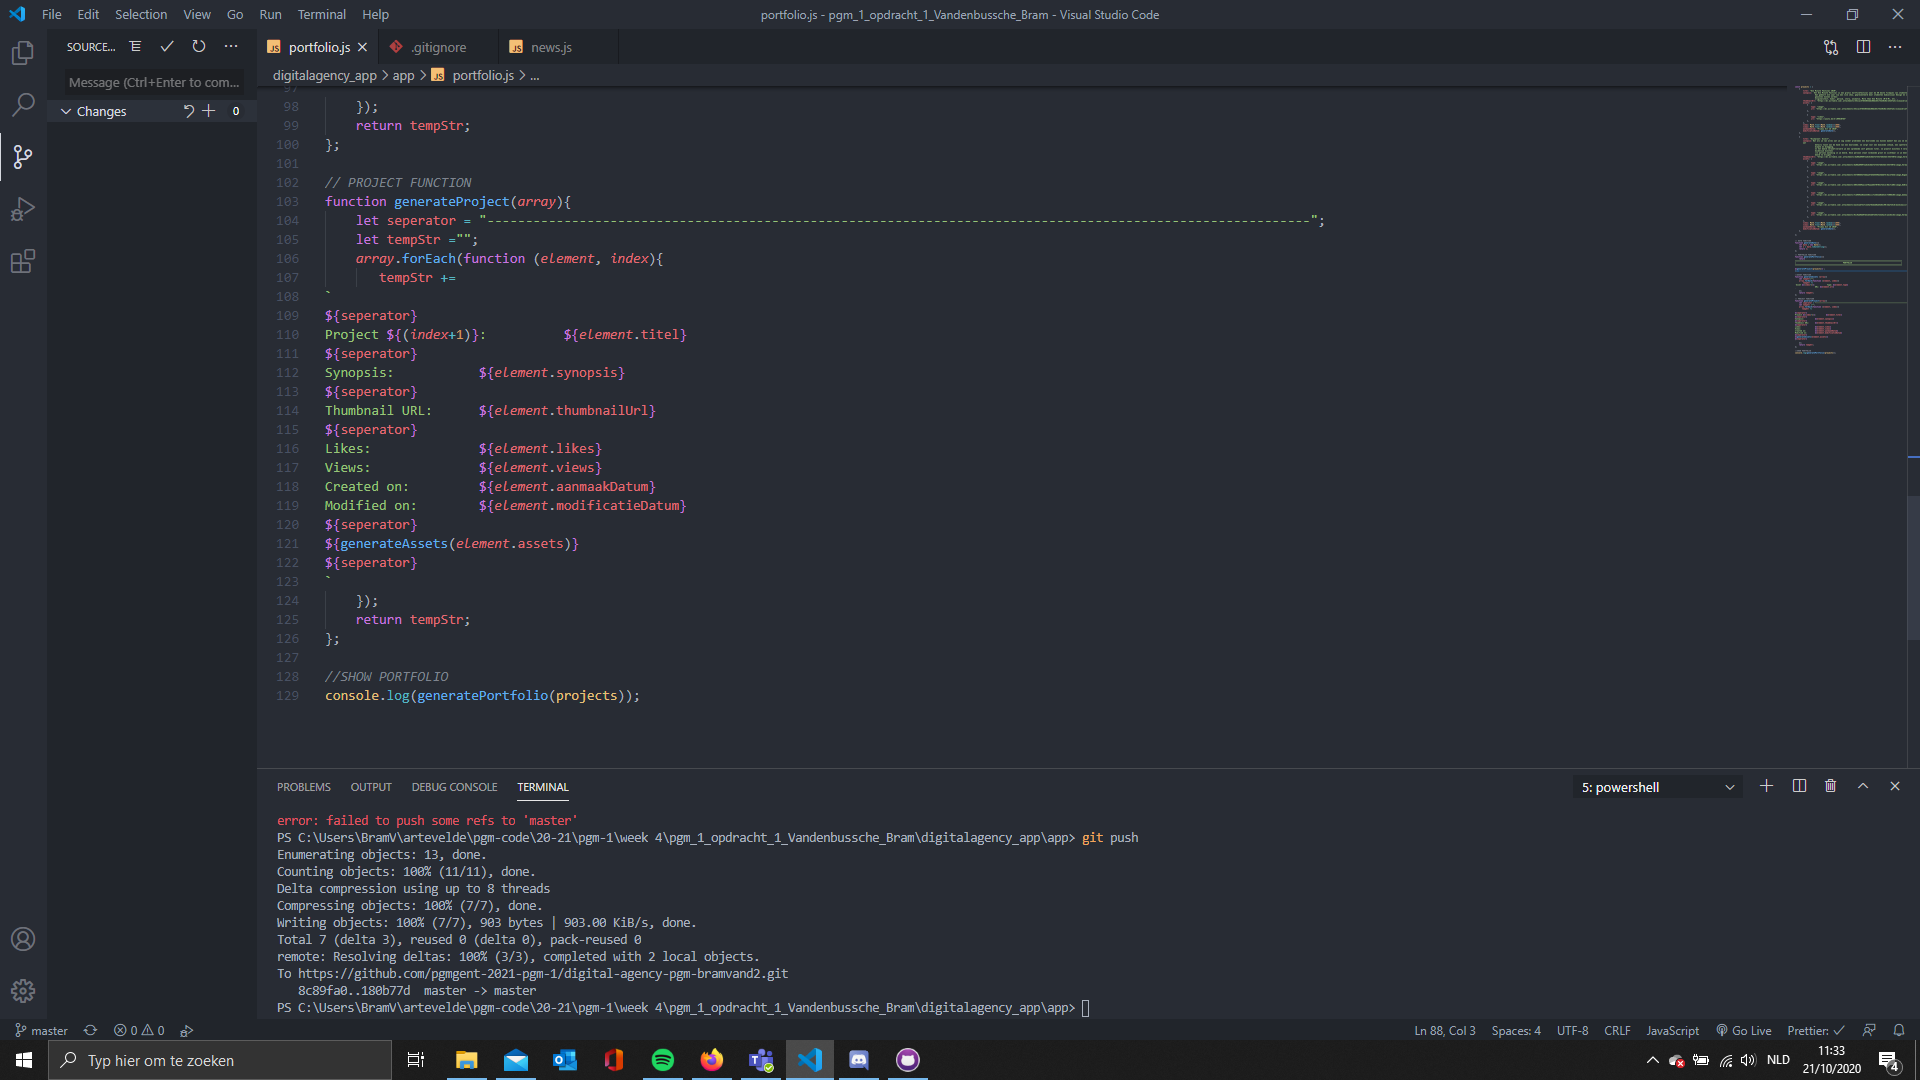 File Edit Selection View Go Run Terminal Help
portfolio.js - pgm_1_opdracht_1_Vandenbussche_Bram - Visual Studio Code
SOURCE...
Message (Ctrl+Enter to com...
Changes 0
portfolio.js .gitignore news.js
digitalagency_app > app > portfolio.js > ...
97
98 });
99 return tempStr;
100 };
101
102 // PROJECT FUNCTION
103 function generateProject(array){
104 let seperator = "-----------------------------------------------------------------------------------------------------------";
105 let tempStr ="";
106 array.forEach(function (element, index){
107 tempStr +=
108 `
109 ${seperator}
110 Project ${(index+1)}: ${element.titel}
111 ${seperator}
112 Synopsis: ${element.synopsis}
113 ${seperator}
114 Thumbnail URL: ${element.thumbnailUrl}
115 ${seperator}
116 Likes: ${element.likes}
117 Views: ${element.views}
118 Created on: ${element.aanmaakDatum}
119 Modified on: ${element.modificatieDatum}
120 ${seperator}
121 ${generateAssets(element.assets)}
122 ${seperator}
123 `
124 });
125 return tempStr;
126 };
127
128 //SHOW PORTFOLIO
129 console.log(generatePortfolio(projects));
PROBLEMS OUTPUT DEBUG CONSOLE TERMINAL
5: powershell
error: failed to push some refs to 'master'
PS C:\Users\BramV\artevelde\pgm-code\20-21\pgm-1\week 4\pgm_1_opdracht_1_Vandenbussche_Bram\digitalagency_app\app> git push
Enumerating objects: 13, done.
Counting objects: 100% (11/11), done.
Delta compression using up to 8 threads
Compressing objects: 100% (7/7), done.
Writing objects: 100% (7/7), 903 bytes | 903.00 KiB/s, done.
Total 7 (delta 3), reused 0 (delta 0), pack-reused 0
remote: Resolving deltas: 100% (3/3), completed with 2 local objects.
To https://github.com/pgmgent-2021-pgm-1/digital-agency-pgm-bramvand2.git
8c89fa0..180b77d master -> master
PS C:\Users\BramV\artevelde\pgm-code\20-21\pgm-1\week 4\pgm_1_opdracht_1_Vandenbussche_Bram\digitalagency_app\app>
master 0 0 Ln 88, Col 3 Spaces: 4 UTF-8 CRLF JavaScript Go Live Prettier: ✓
Typ hier om te zoeken
NLD
11:33
21/10/2020
4